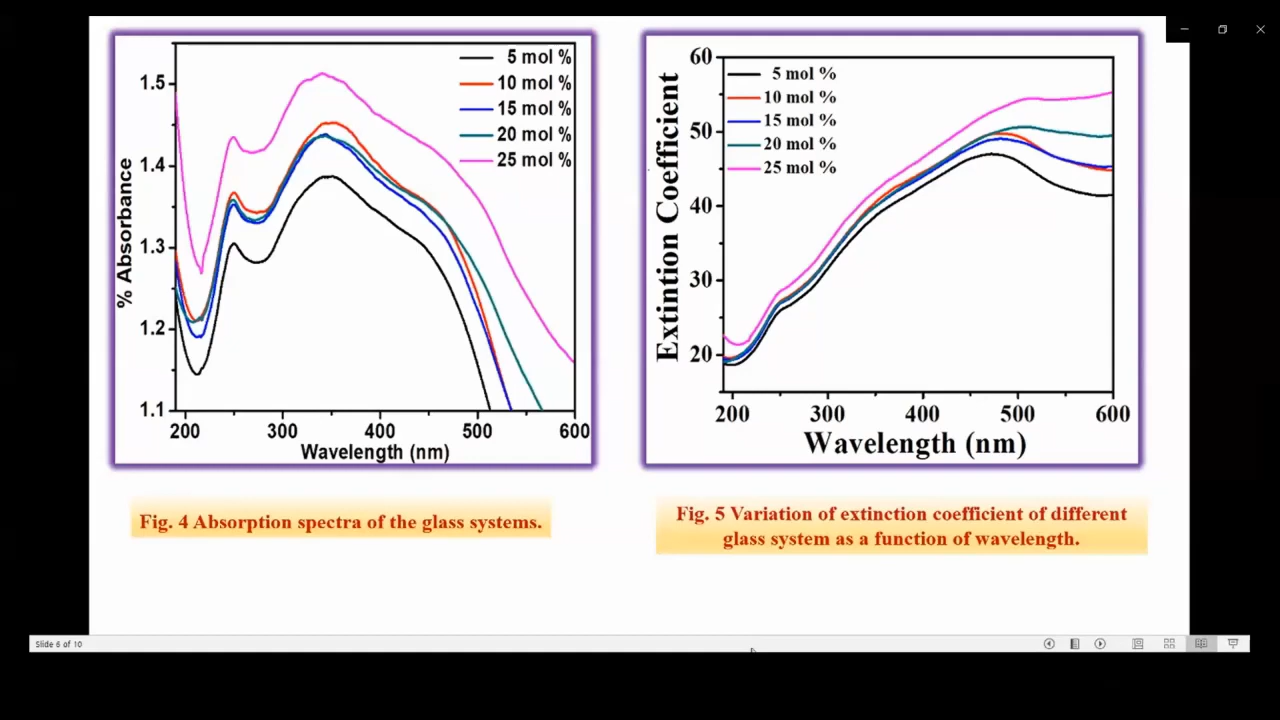 5 mol %
10 mol %
15 mol %
20 mol %
25 mol %
1.5
1.4
1.3
1.2
1.1
% Absorbance
200 300 400 500 600
Wavelength (nm)
Fig. 4 Absorption spectra of the glass systems.
5 mol %
10 mol %
15 mol %
20 mol %
25 mol %
60
50
40
30
20
Extintion Coefficient
200 300 400 500 600
Wavelength (nm)
Fig. 5 Variation of extinction coefficient of different
glass system as a function of wavelength.
Slide 6 of 10